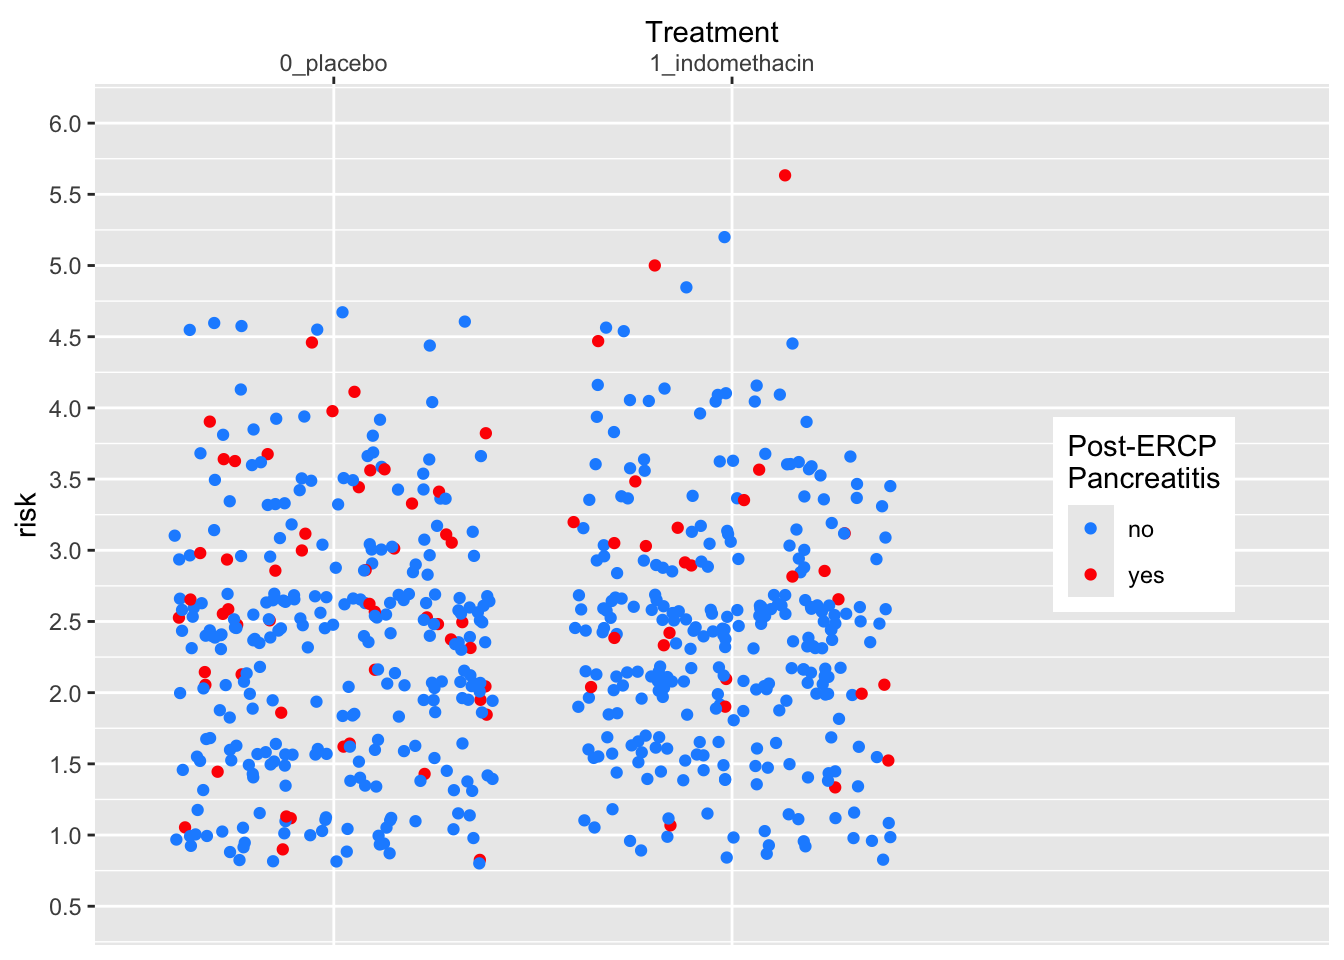 Treatment
0_placebo
1_indomethacin
6.0
5.5
5.0
4.5
4.0
3.5
3.0
2.5
2.0
1.5
1.0
0.5
risk
Post-ERCP
Pancreatitis
no
yes